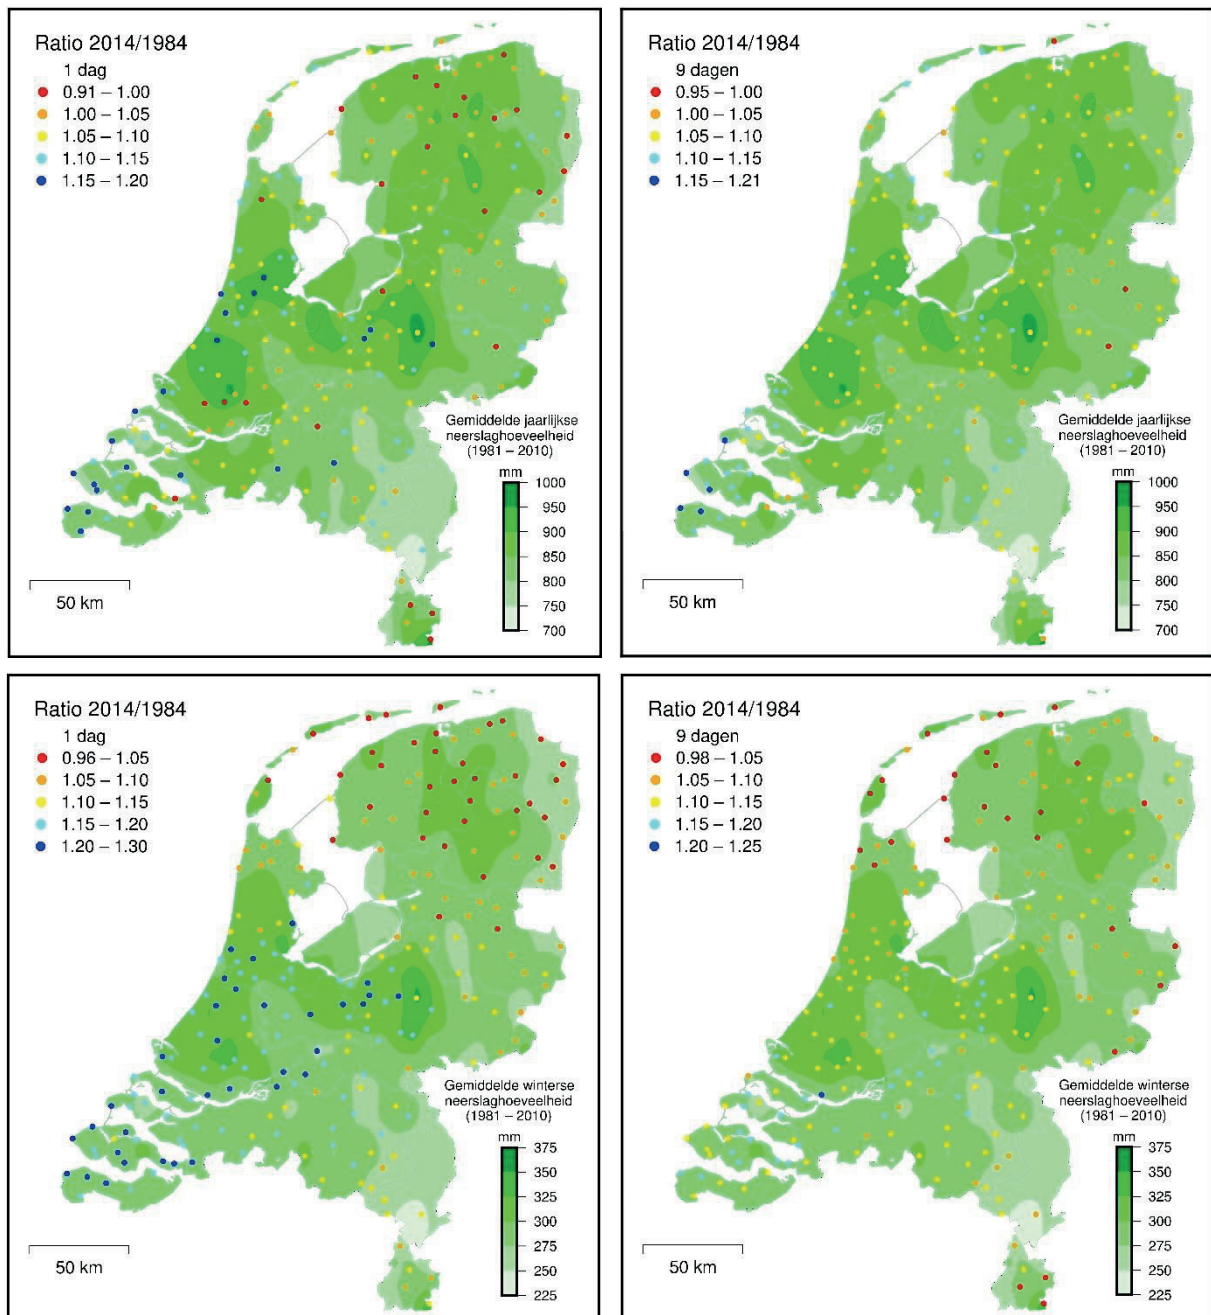 Ratio 2014/1984
1 dag
0.91 – 1.00
1.00 – 1.05
1.05 – 1.10
1.10 – 1.15
1.15 – 1.20
Gemiddelde jaarlijkse
neerslaghoeveelheid
(1981 – 2010)
mm
1000
950
900
850
800
750
700
50 km
Ratio 2014/1984
9 dagen
0.95 – 1.00
1.00 – 1.05
1.05 – 1.10
1.10 – 1.15
1.15 – 1.21
Gemiddelde jaarlijkse
neerslaghoeveelheid
(1981 – 2010)
mm
1000
950
900
850
800
750
700
50 km
Ratio 2014/1984
1 dag
0.96 – 1.05
1.05 – 1.10
1.10 – 1.15
1.15 – 1.20
1.20 – 1.30
Gemiddelde winterse
neerslaghoeveelheid
(1981 – 2010)
mm
375
350
325
300
275
250
225
50 km
Ratio 2014/1984
9 dagen
0.98 – 1.05
1.05 – 1.10
1.10 – 1.15
1.15 – 1.20
1.20 – 1.25
Gemiddelde winterse
neerslaghoeveelheid
(1981 – 2010)
mm
375
350
325
300
275
250
225
50 km